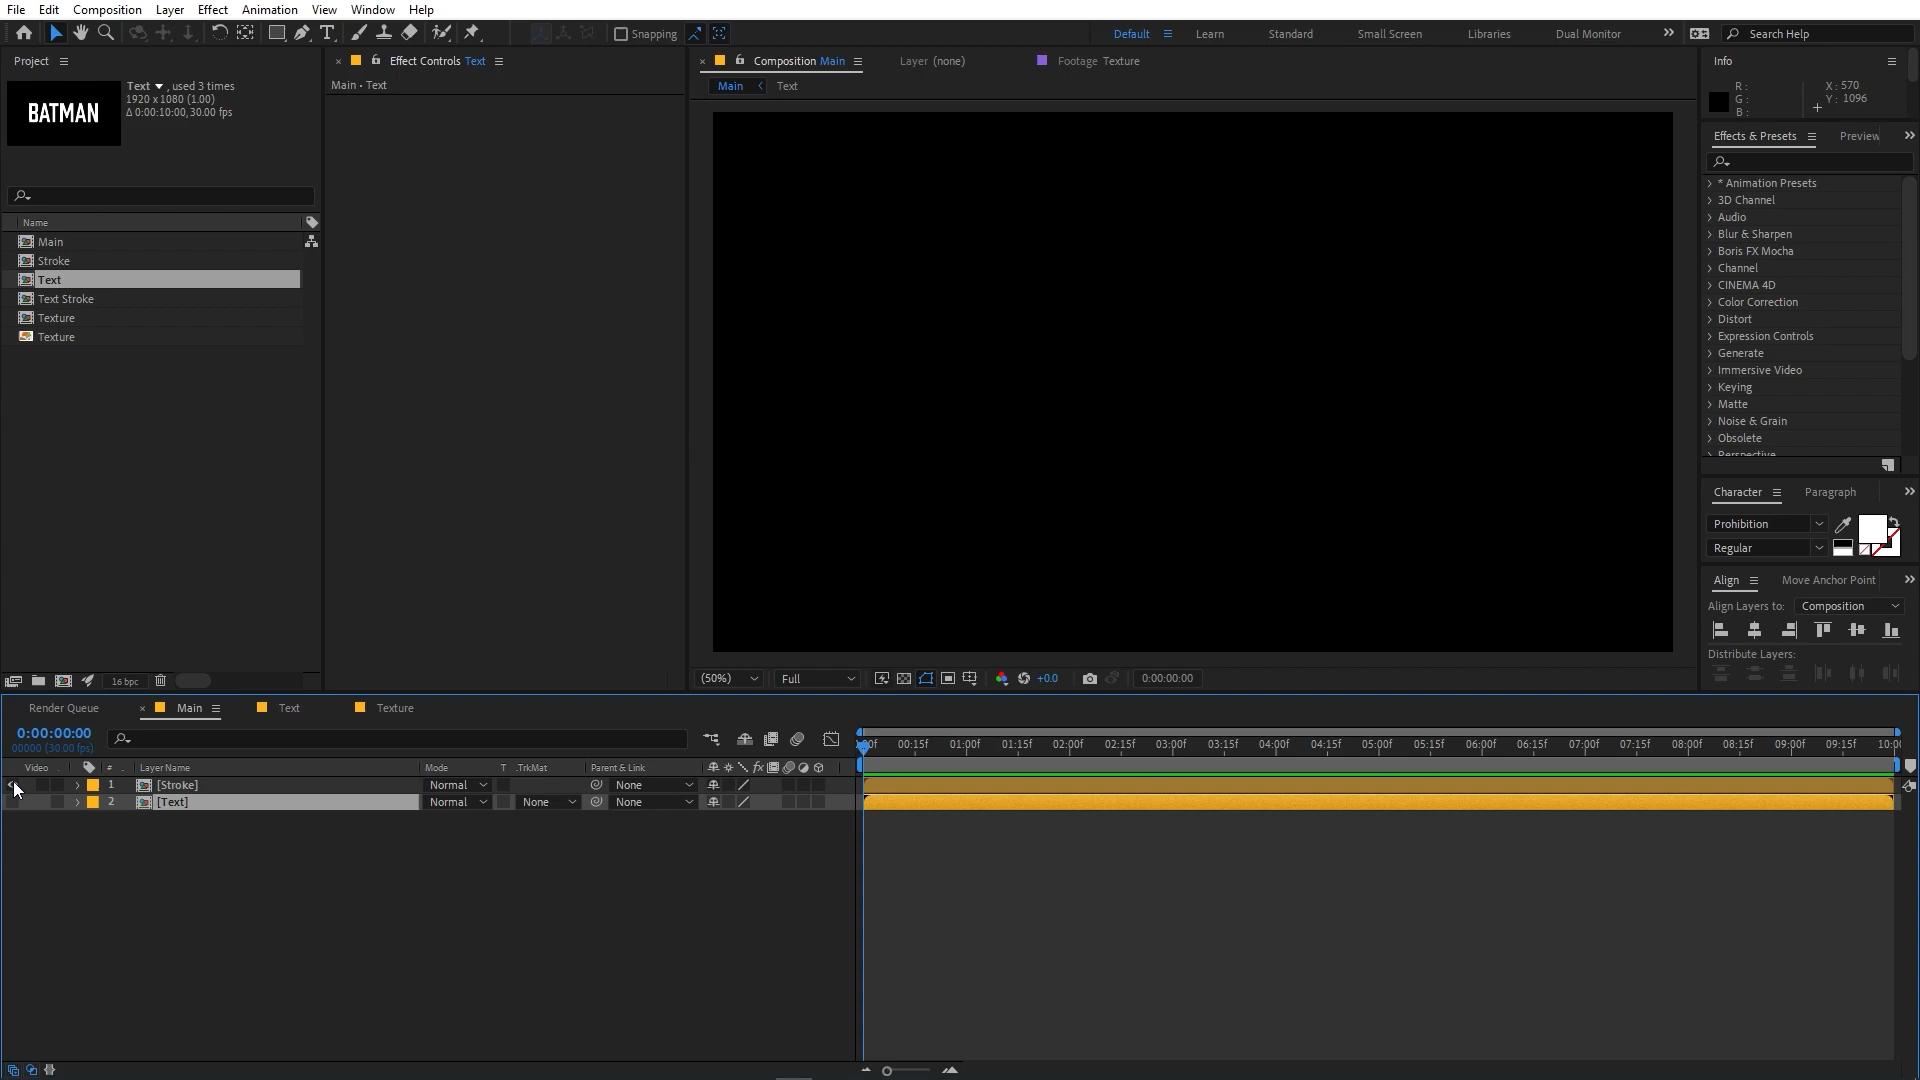 File Edit Composition Layer Effect Animation View Window Help
Snapping
Default
Learn
Standard
Small Screen
Libraries
Dual Monitor
Search Help
Project
Text , used 3 times
1920 x 1080 (1.00)
Δ 0:00:10:00, 30.00 fps
BATMAN
Name
Main
Stroke
Text
Text Stroke
Texture
Texture
16 bpc
Effect Controls Text
Main • Text
Composition Main
Layer (none)
Footage Texture
Main
Text
(50%)
Full
+0.0
0:00:00:00
Info
R :
G :
B :
X : 570
Y : 1096
Effects & Presets
Preview
* Animation Presets
3D Channel
Audio
Blur & Sharpen
Boris FX Mocha
Channel
CINEMA 4D
Color Correction
Distort
Expression Controls
Generate
Immersive Video
Keying
Matte
Noise & Grain
Obsolete
Perspective
Character
Paragraph
Prohibition
Regular
Align
Move Anchor Point
Align Layers to:
Composition
Distribute Layers:
Render Queue
Main
Text
Texture
0:00:00:00
00000 (30.00 fps)
00f 00:15f 01:00f 01:15f 02:00f 02:15f 03:00f 03:15f 04:00f 04:15f 05:00f 05:15f 06:00f 06:15f 07:00f 07:15f 08:00f 08:15f 09:00f 09:15f 10:00
Video # Layer Name Mode T .TrkMat Parent & Link fx
1 [Stroke] Normal None
2 [Text] Normal None None